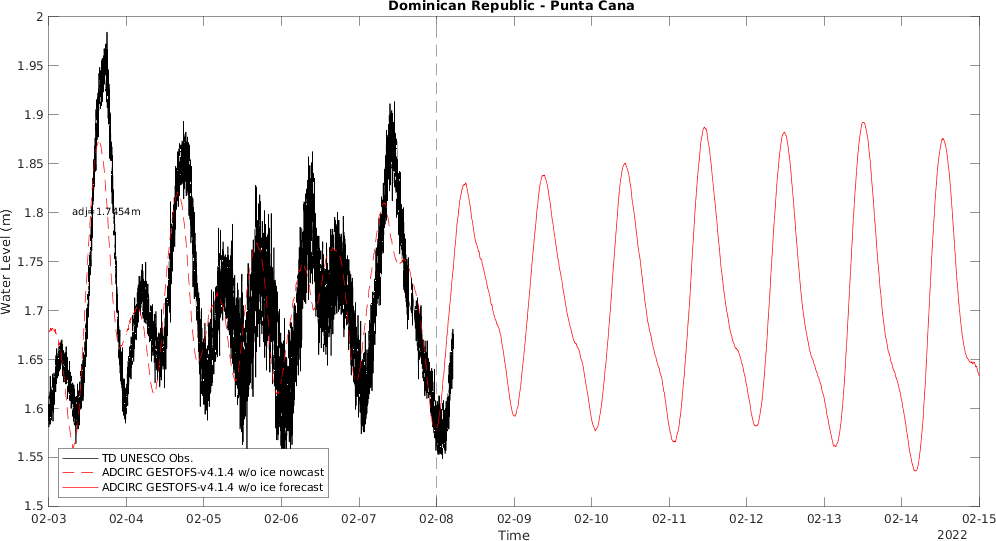 Dominican Republic - Punta Cana
2
1.95
1.9
1.85
1.8
1.75
1.7
1.65
1.6
1.55
1.5
Water Level (m)
adj=1.7454m
TD UNESCO Obs.
ADCIRC GESTOFS-v4.1.4 w/o ice nowcast
ADCIRC GESTOFS-v4.1.4 w/o ice forecast
02-03 02-04 02-05 02-06 02-07 02-08 02-09 02-10 02-11 02-12 02-13 02-14 02-15
Time
2022